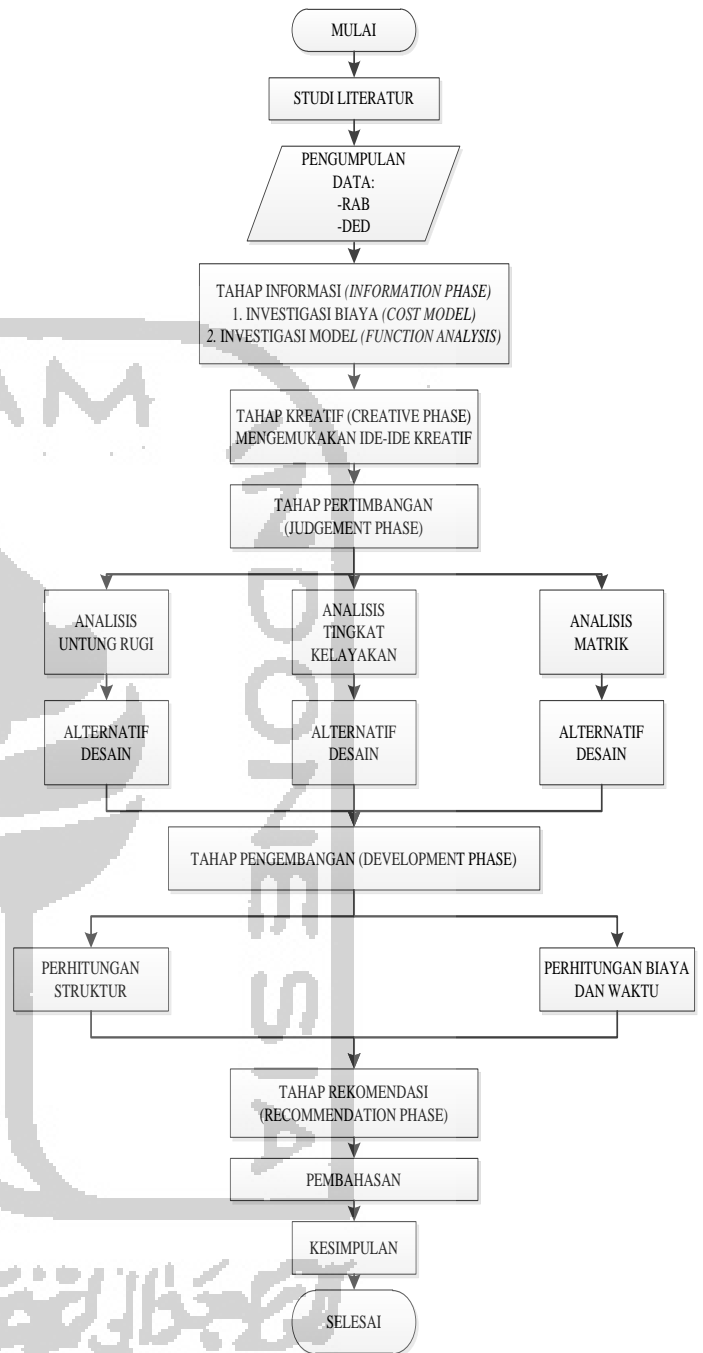 MULAI
STUDI LITERATUR
PENGUMPULAN
DATA:
-RAB
-DED
TAHAP INFORMASI (INFORMATION PHASE)
1. INVESTIGASI BIAYA (COST MODEL)
2. INVESTIGASI MODEL (FUNCTION ANALYSIS)
TAHAP KREATIF (CREATIVE PHASE)
MENGEMUKAKAN IDE-IDE KREATIF
TAHAP PERTIMBANGAN
(JUDGEMENT PHASE)
ANALISIS
UNTUNG RUGI
ANALISIS
TINGKAT
KELAYAKAN
ANALISIS
MATRIK
ALTERNATIF
DESAIN
ALTERNATIF
DESAIN
ALTERNATIF
DESAIN
TAHAP PENGEMBANGAN (DEVELOPMENT PHASE)
PERHITUNGAN
STRUKTUR
PERHITUNGAN BIAYA
DAN WAKTU
TAHAP REKOMENDASI
(RECOMMENDATION PHASE)
PEMBAHASAN
KESIMPULAN
SELESAI
AM
INDONESIA